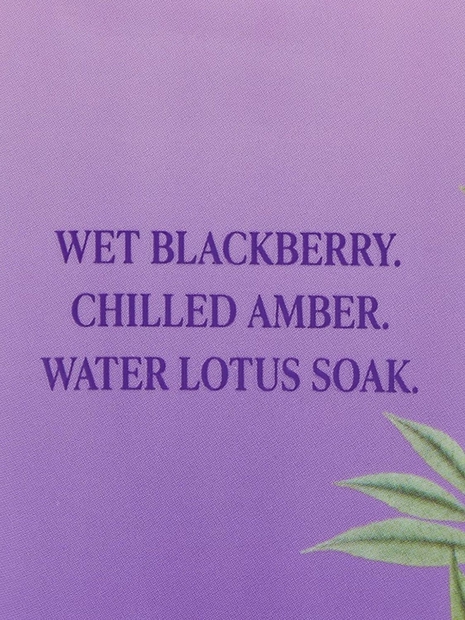 WET BLACKBERRY.
CHILLED AMBER.
WATER LOTUS SOAK.